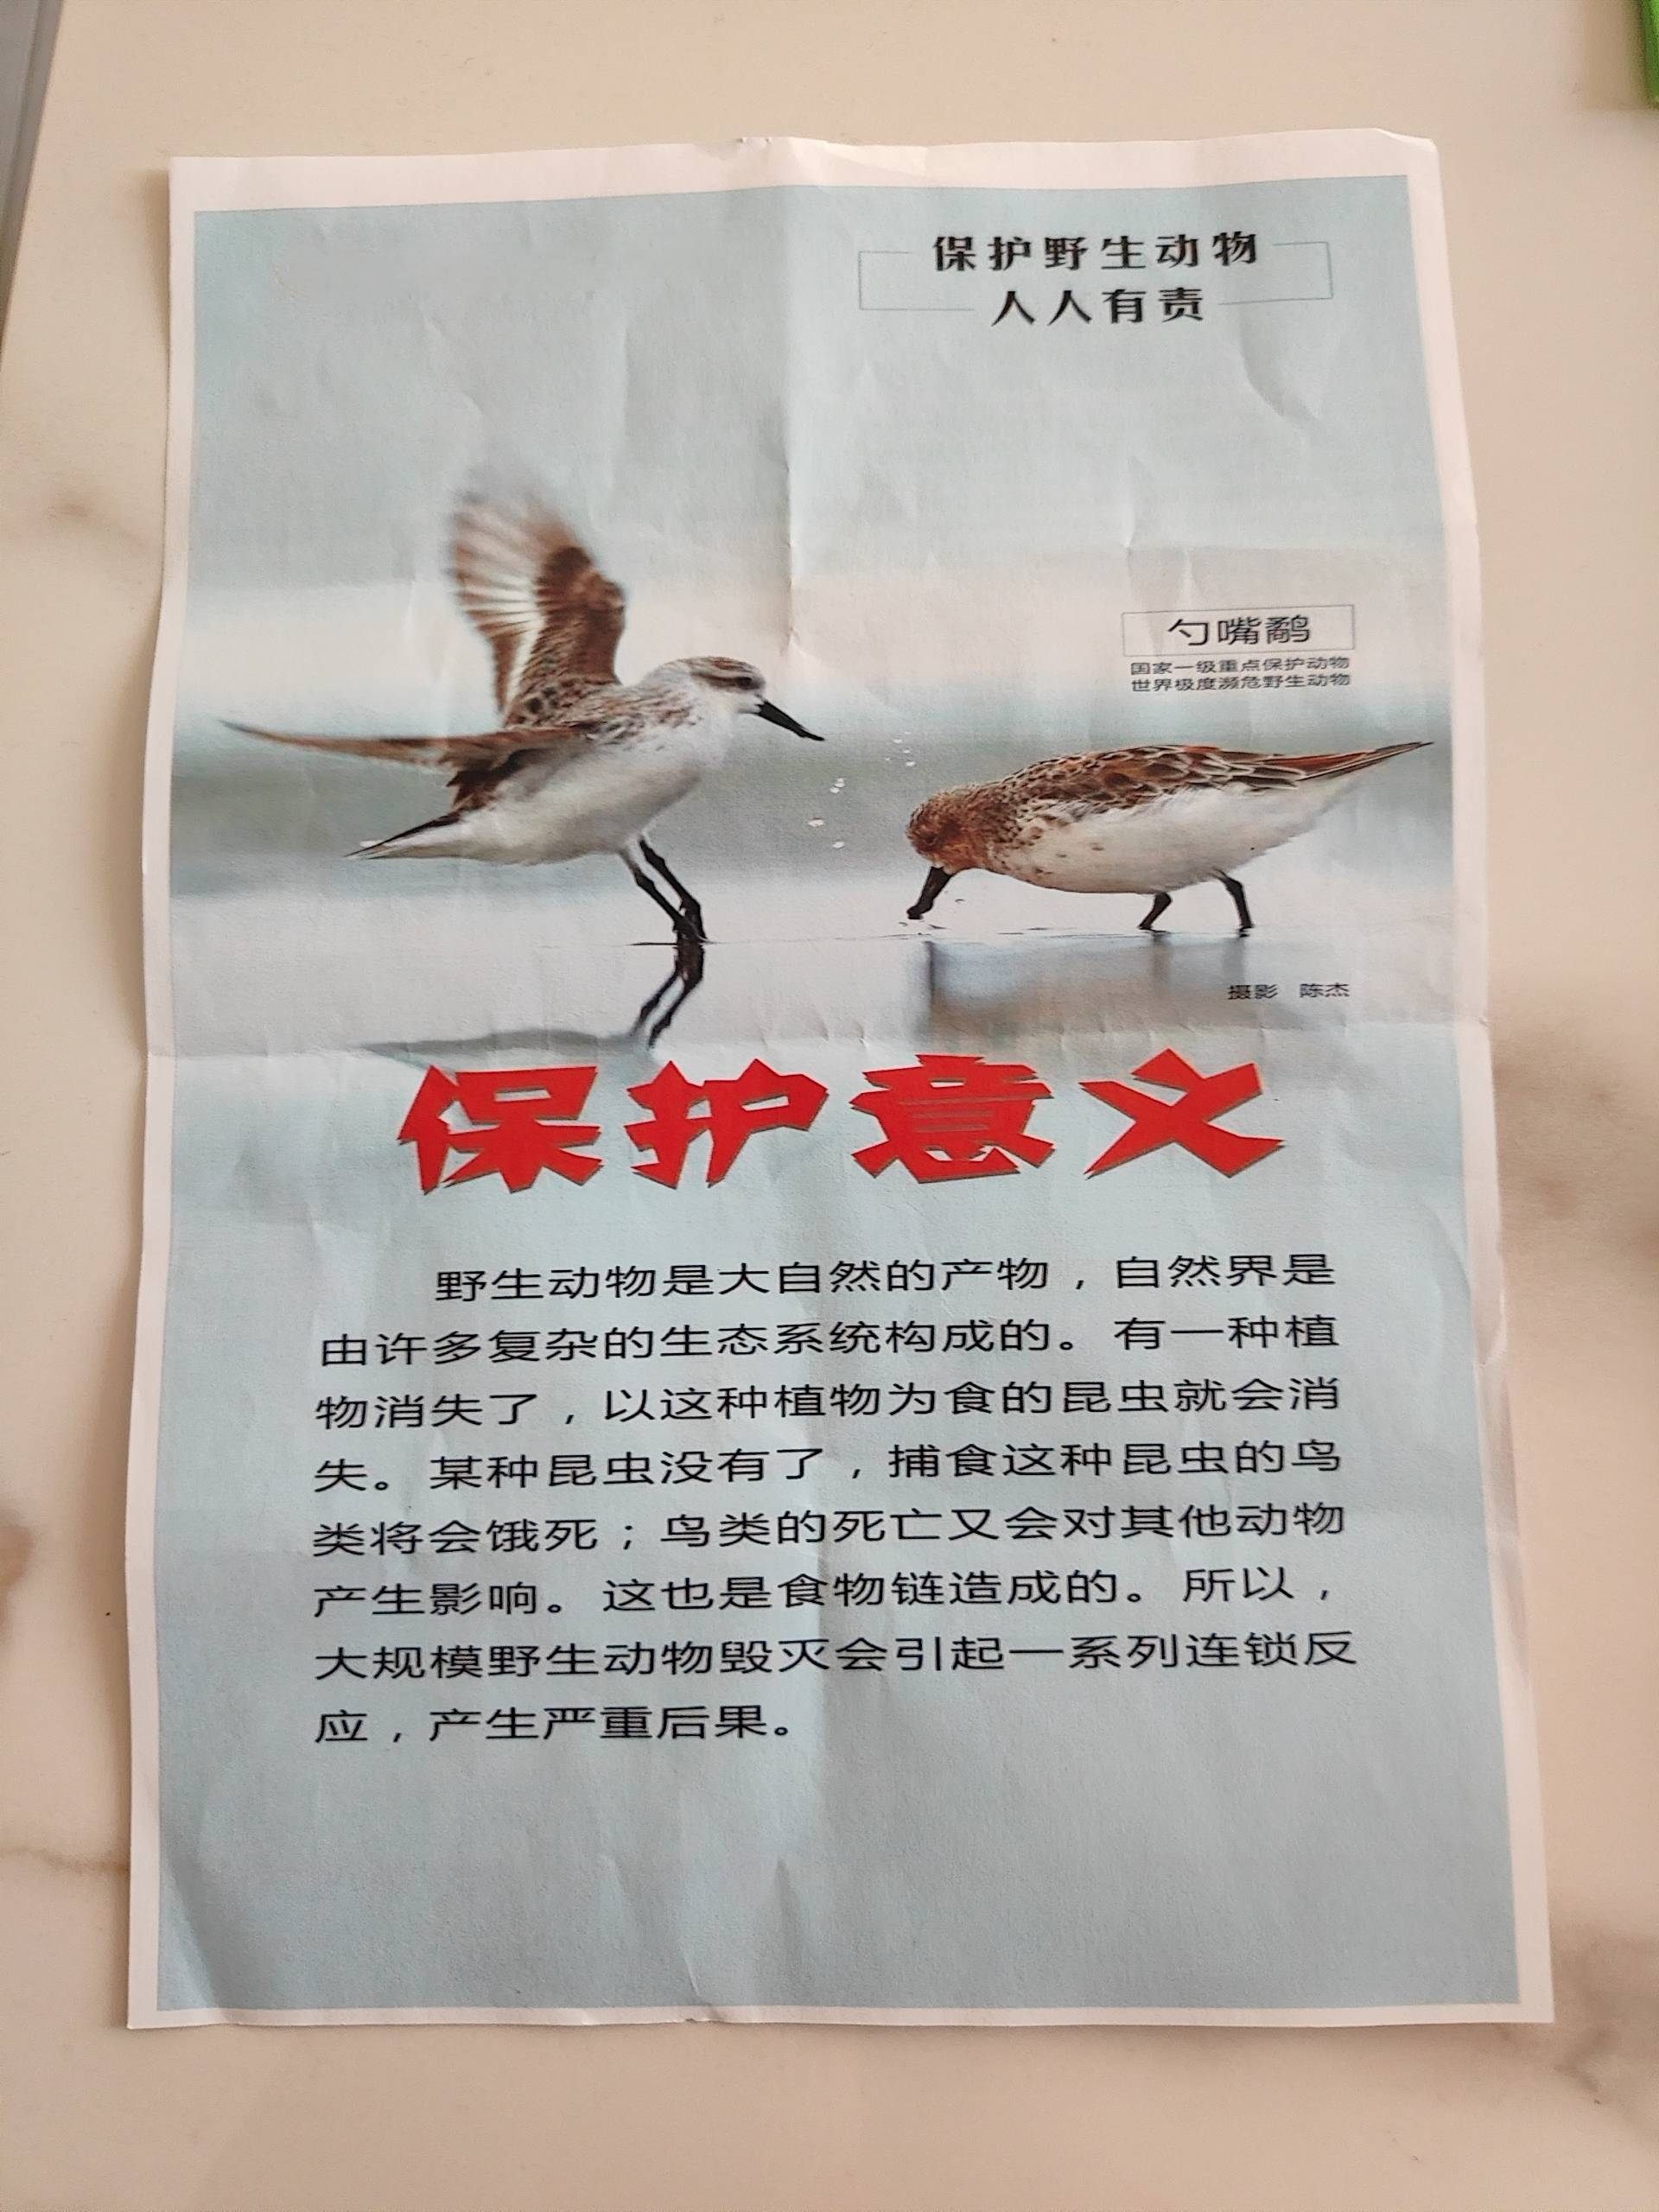 保护野生动物
人人有责
勺嘴鹬
国家一级重点保护动物
世界极度濒危野生动物
摄影 陈杰
保护意义
野生动物是大自然的产物，自然界是
由许多复杂的生态系统构成的。有一种植
物消失了，以这种植物为食的昆虫就会消
失。某种昆虫没有了，捕食这种昆虫的鸟
类将会饿死；鸟类的死亡又会对其他动物
产生影响。这也是食物链造成的。所以，
大规模野生动物毁灭会引起一系列连锁反
应，产生严重后果。